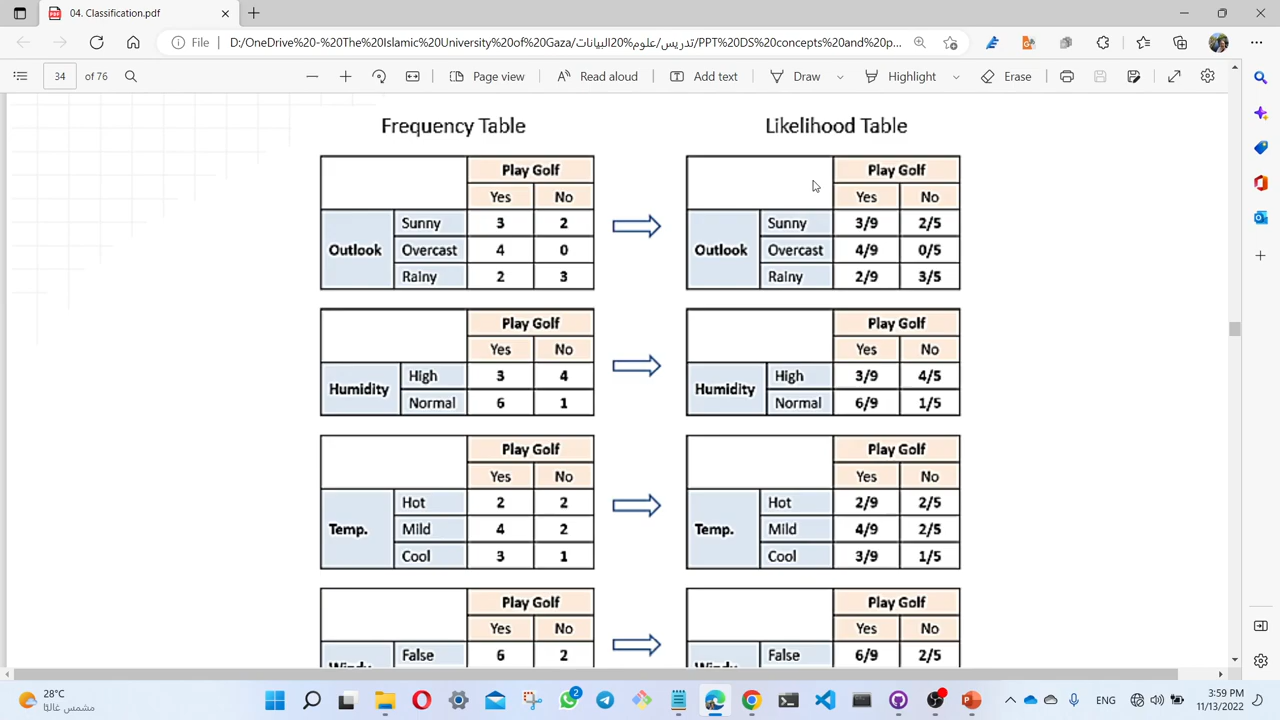 04. Classification.pdf
File
D:/OneDrive%20-%20The%20Islamic%20University%20of%20Gaza/تدريس/علوم%20البيانات/PPT%20DS%20concepts%20and%20p...
34 of 76
Page view
Read aloud
Add text
Draw
Highlight
Erase
Frequency Table Likelihood Table
Play Golf Play Golf
Yes No Yes No
Outlook Sunny 3 2 Outlook Sunny 3/9 2/5
Overcast 4 0 Overcast 4/9 0/5
Rainy 2 3 Rainy 2/9 3/5
Play Golf Play Golf
Yes No Yes No
Humidity High 3 4 Humidity High 3/9 4/5
Normal 6 1 Normal 6/9 1/5
Play Golf Play Golf
Yes No Yes No
Temp. Hot 2 2 Temp. Hot 2/9 2/5
Mild 4 2 Mild 4/9 2/5
Cool 3 1 Cool 3/9 1/5
Play Golf Play Golf
Yes No Yes No
False 6 2 False 6/9 2/5
28°C
مشمس غالبًا
2
ENG
3:59 PM
11/13/2022